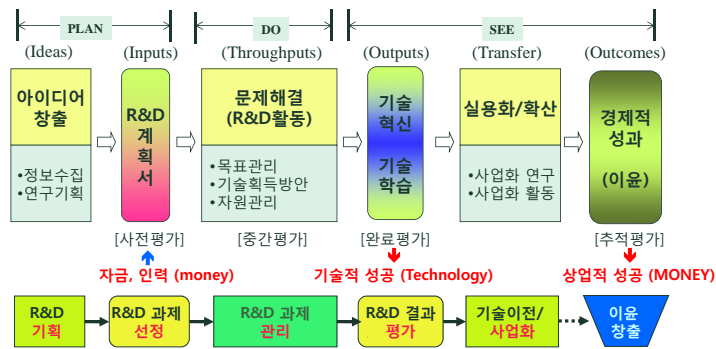 PLAN
DO
SEE
(Ideas)
(Inputs)
(Throughputs)
(Outputs)
(Transfer)
(Outcomes)
아이디어
창출
•정보수집
•연구기획
R&D
계
획
서
문제해결
(R&D활동)
•목표관리
•기술획득방안
•자원관리
기술
혁신
기술
학습
실용화/확산
•사업화 연구
•사업화 활동
경제적
성과
(이윤)
[사전평가]
[중간평가]
[완료평가]
[추적평가]
자금, 인력 (money)
기술적 성공 (Technology)
상업적 성공 (MONEY)
R&D
기획
R&D 과제
선정
R&D 과제
관리
R&D 결과
평가
기술이전/
사업화
이윤
창출